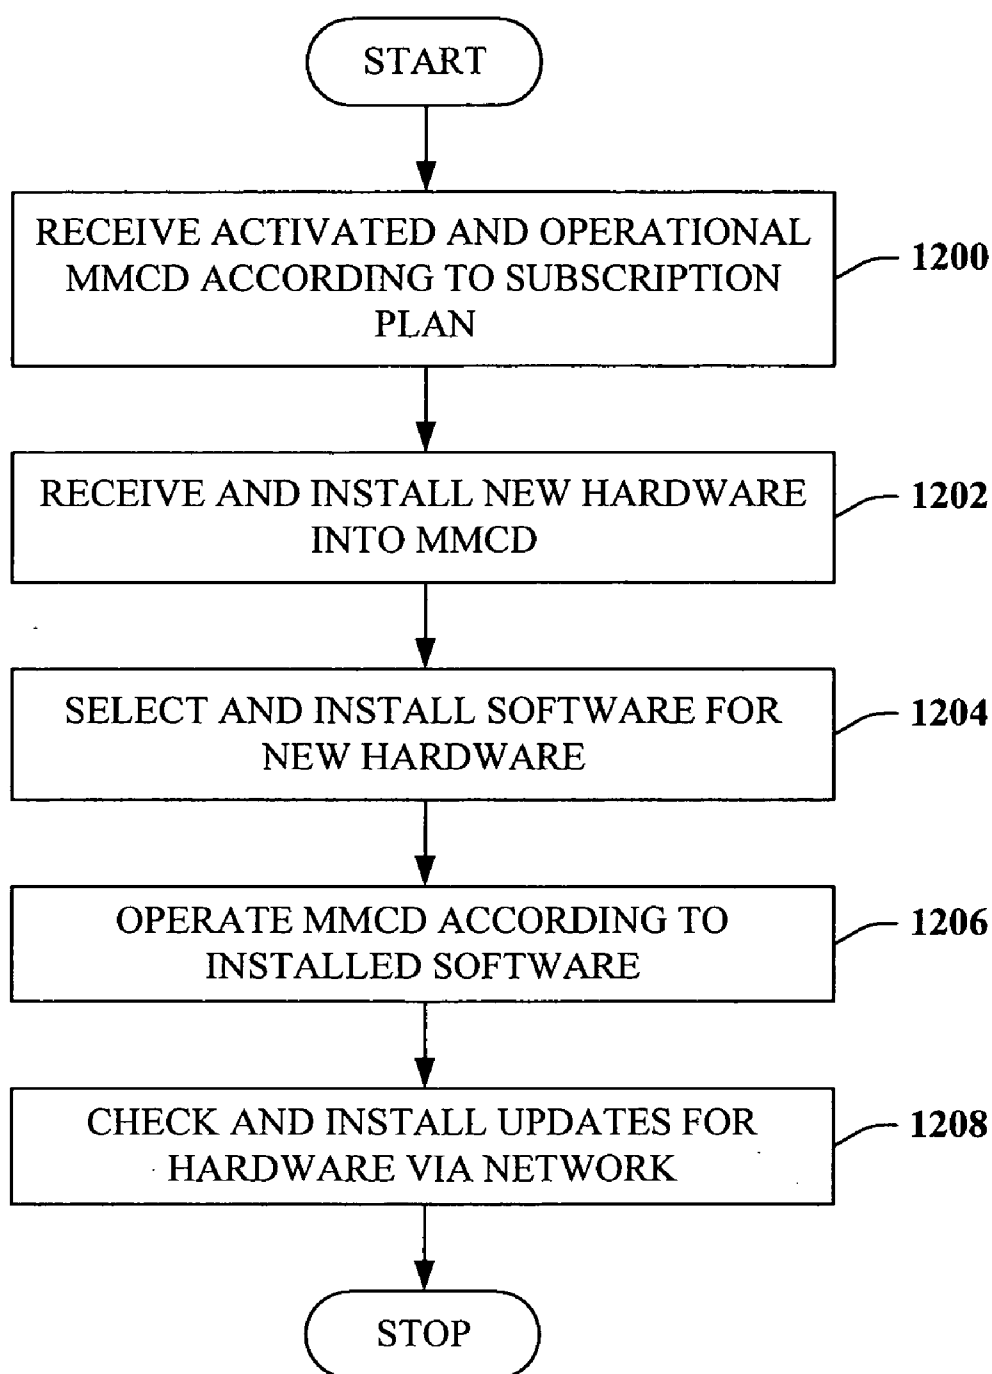 START
RECEIVE ACTIVATED AND OPERATIONAL
MMCD ACCORDING TO SUBSCRIPTION
PLAN
1200
RECEIVE AND INSTALL NEW HARDWARE
INTO MMCD
1202
SELECT AND INSTALL SOFTWARE FOR
NEW HARDWARE
1204
OPERATE MMCD ACCORDING TO
INSTALLED SOFTWARE
1206
CHECK AND INSTALL UPDATES FOR
HARDWARE VIA NETWORK
1208
STOP